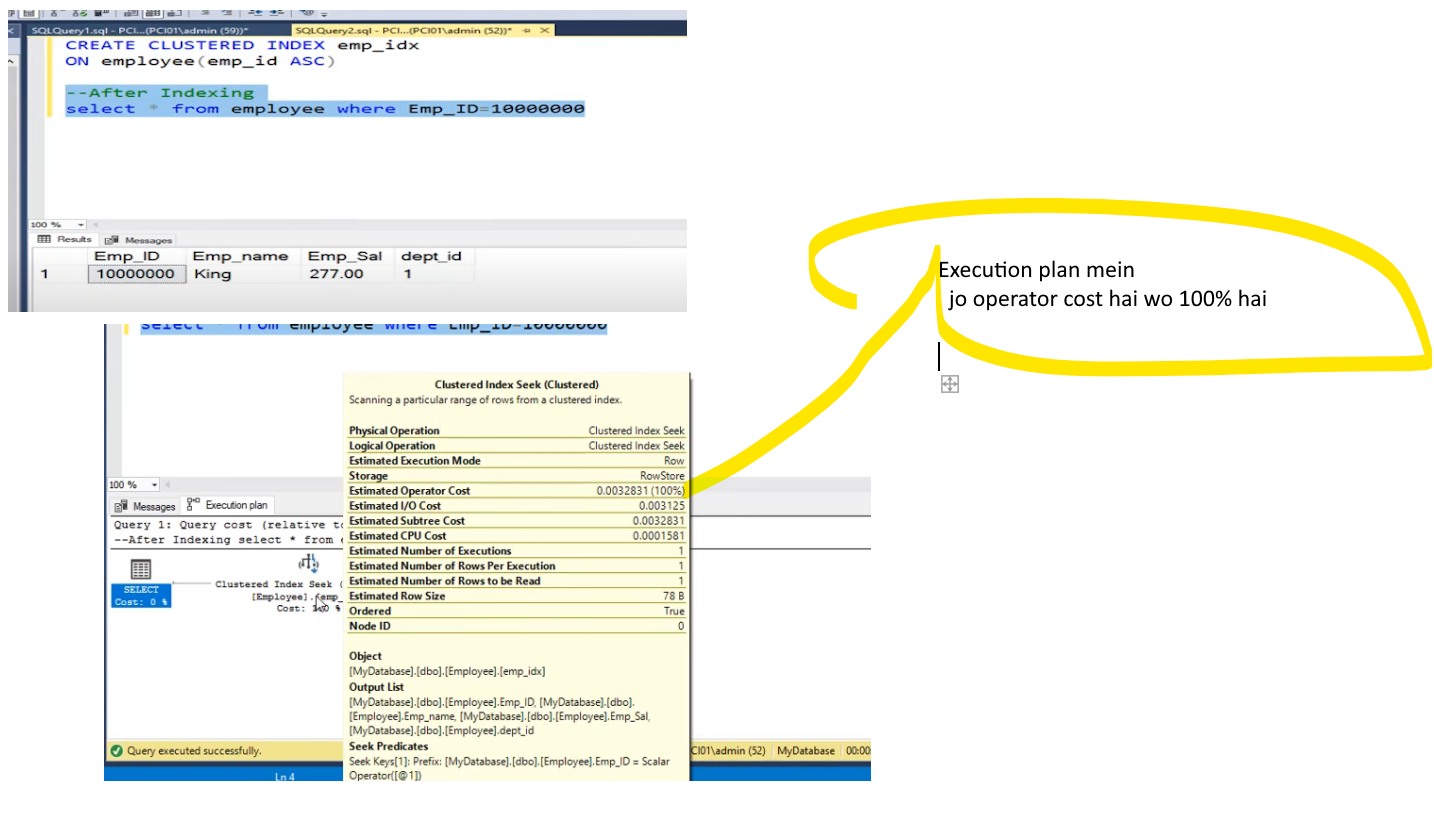 SQLQuery1.sql - PCI...(PCI01\admin (59))*
SQLQuery2.sql - PCI...(PCI01\admin (52))*
CREATE CLUSTERED INDEX emp_idx
ON employee(emp_id ASC)
--After Indexing
select * from employee where Emp_ID=10000000
100 %
Results Messages
Emp_ID Emp_name Emp_Sal dept_id
1 10000000 King 277.00 1
Execution plan mein
jo operator cost hai wo 100% hai
select * from employee where Emp_ID=10000000
100 %
Messages Execution plan
Query 1: Query cost (relative to
--After Indexing select * from
SELECT
Cost: 0 %
Clustered Index Seek (
[Employee].[emp_
Cost: 100 %
Clustered Index Seek (Clustered)
Scanning a particular range of rows from a clustered index.
Physical Operation Clustered Index Seek
Logical Operation Clustered Index Seek
Estimated Execution Mode Row
Storage RowStore
Estimated Operator Cost 0.0032831 (100%)
Estimated I/O Cost 0.003125
Estimated Subtree Cost 0.0032831
Estimated CPU Cost 0.0001581
Estimated Number of Executions 1
Estimated Number of Rows Per Execution 1
Estimated Number of Rows to be Read 1
Estimated Row Size 78 B
Ordered True
Node ID 0
Object
[MyDatabase].[dbo].[Employee].[emp_idx]
Output List
[MyDatabase].[dbo].[Employee].Emp_ID, [MyDatabase].[dbo].
[Employee].Emp_name, [MyDatabase].[dbo].[Employee].Emp_Sal,
[MyDatabase].[dbo].[Employee].dept_id
Seek Predicates
Seek Keys[1]: Prefix: [MyDatabase].[dbo].[Employee].Emp_ID = Scalar
Operator([@1])
Query executed successfully.
CI01\admin (52) MyDatabase 00:00:
Ln 4